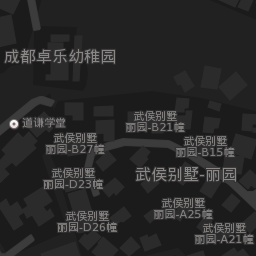 成都卓乐幼稚园
道谦学堂
武侯别墅
丽园-B21幢
武侯别墅
丽园-B27幢
武侯别墅
丽园-B15幢
武侯别墅-丽园
武侯别墅
丽园-D23幢
武侯别墅
丽园-A25幢
武侯别墅
丽园-D26幢
武侯别墅
丽园-A21幢